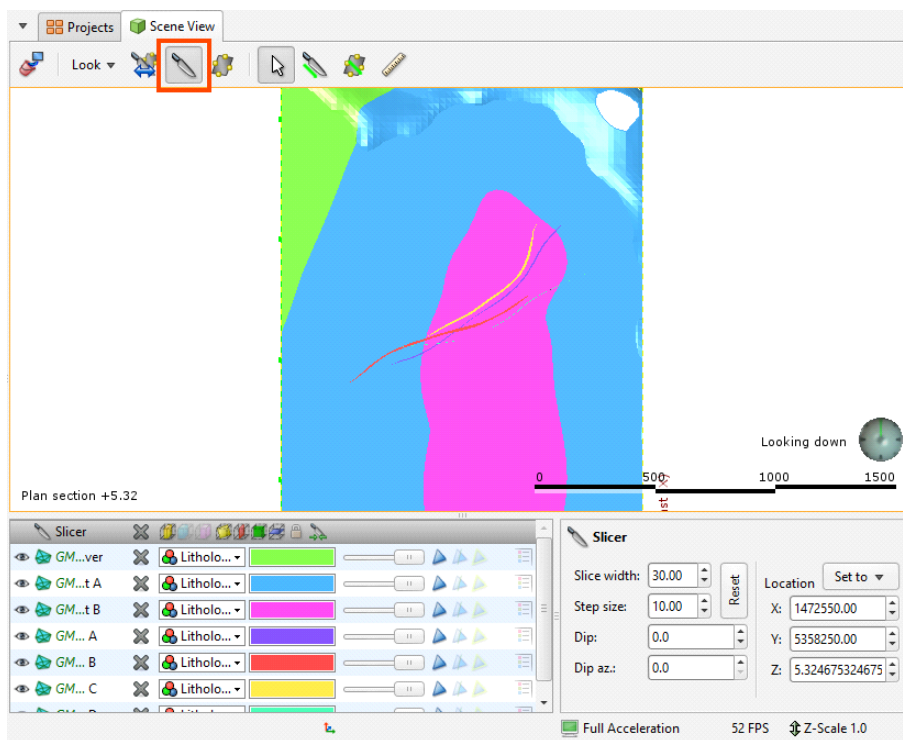 Projects
Scene View
Look
Looking down
0 500 1000 1500
Plan section +5.32
Slicer
GM...ver Litholo...
GM...t A Litholo...
GM...t B Litholo...
GM... A Litholo...
GM... B Litholo...
GM... C Litholo...
Slicer
Slice width: 30.00
Step size: 10.00
Reset
Dip: 0.0
Dip az.: 0.0
Location Set to
X: 1472550.00
Y: 5358250.00
Z: 5.324675324675
Full Acceleration
52 FPS
Z-Scale 1.0